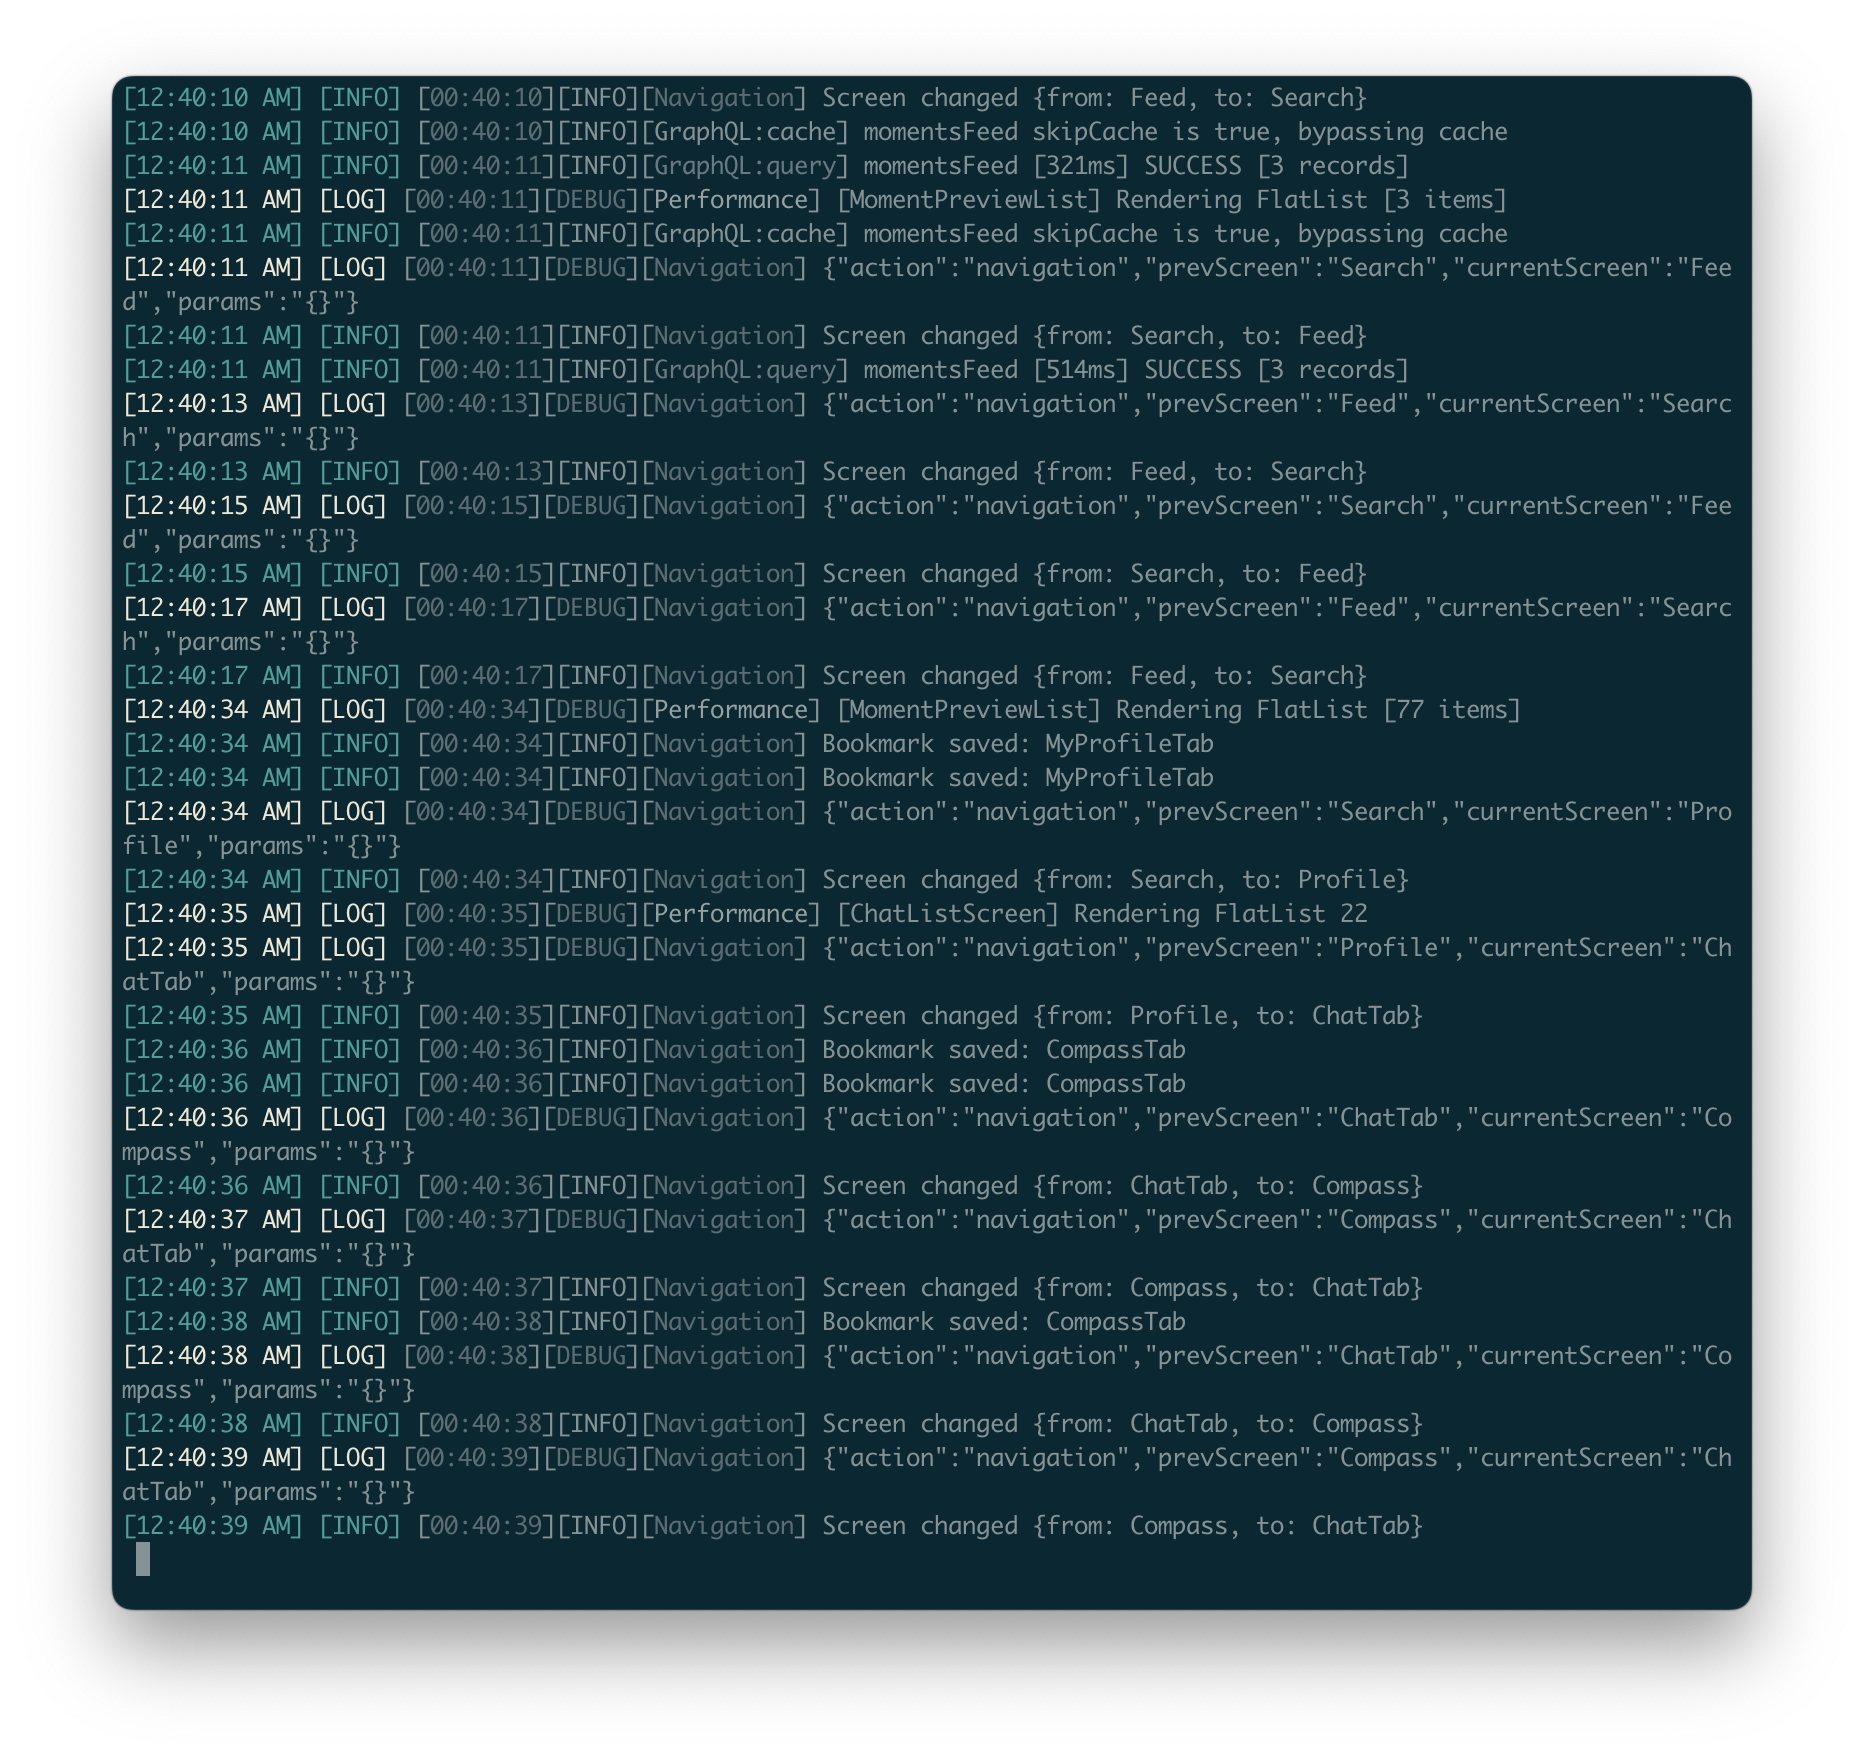 [12:40:10 AM] [INFO] [00:40:10][INFO][Navigation] Screen changed {from: Feed, to: Search}
[12:40:10 AM] [INFO] [00:40:10][INFO][GraphQL:cache] momentsFeed skipCache is true, bypassing cache
[12:40:11 AM] [INFO] [00:40:11][INFO][GraphQL:query] momentsFeed [321ms] SUCCESS [3 records]
[12:40:11 AM] [LOG] [00:40:11][DEBUG][Performance] [MomentPreviewList] Rendering FlatList [3 items]
[12:40:11 AM] [INFO] [00:40:11][INFO][GraphQL:cache] momentsFeed skipCache is true, bypassing cache
[12:40:11 AM] [LOG] [00:40:11][DEBUG][Navigation] {"action":"navigation","prevScreen":"Search","currentScreen":"Fee
d","params":"{}"}
[12:40:11 AM] [INFO] [00:40:11][INFO][Navigation] Screen changed {from: Search, to: Feed}
[12:40:11 AM] [INFO] [00:40:11][INFO][GraphQL:query] momentsFeed [514ms] SUCCESS [3 records]
[12:40:13 AM] [LOG] [00:40:13][DEBUG][Navigation] {"action":"navigation","prevScreen":"Feed","currentScreen":"Searc
h","params":"{}"}
[12:40:13 AM] [INFO] [00:40:13][INFO][Navigation] Screen changed {from: Feed, to: Search}
[12:40:15 AM] [LOG] [00:40:15][DEBUG][Navigation] {"action":"navigation","prevScreen":"Search","currentScreen":"Fee
d","params":"{}"}
[12:40:15 AM] [INFO] [00:40:15][INFO][Navigation] Screen changed {from: Search, to: Feed}
[12:40:17 AM] [LOG] [00:40:17][DEBUG][Navigation] {"action":"navigation","prevScreen":"Feed","currentScreen":"Searc
h","params":"{}"}
[12:40:17 AM] [INFO] [00:40:17][INFO][Navigation] Screen changed {from: Feed, to: Search}
[12:40:34 AM] [LOG] [00:40:34][DEBUG][Performance] [MomentPreviewList] Rendering FlatList [77 items]
[12:40:34 AM] [INFO] [00:40:34][INFO][Navigation] Bookmark saved: MyProfileTab
[12:40:34 AM] [INFO] [00:40:34][INFO][Navigation] Bookmark saved: MyProfileTab
[12:40:34 AM] [LOG] [00:40:34][DEBUG][Navigation] {"action":"navigation","prevScreen":"Search","currentScreen":"Pro
file","params":"{}"}
[12:40:34 AM] [INFO] [00:40:34][INFO][Navigation] Screen changed {from: Search, to: Profile}
[12:40:35 AM] [LOG] [00:40:35][DEBUG][Performance] [ChatListScreen] Rendering FlatList 22
[12:40:35 AM] [LOG] [00:40:35][DEBUG][Navigation] {"action":"navigation","prevScreen":"Profile","currentScreen":"Ch
atTab","params":"{}"}
[12:40:35 AM] [INFO] [00:40:35][INFO][Navigation] Screen changed {from: Profile, to: ChatTab}
[12:40:36 AM] [INFO] [00:40:36][INFO][Navigation] Bookmark saved: CompassTab
[12:40:36 AM] [INFO] [00:40:36][INFO][Navigation] Bookmark saved: CompassTab
[12:40:36 AM] [LOG] [00:40:36][DEBUG][Navigation] {"action":"navigation","prevScreen":"ChatTab","currentScreen":"Co
mpass","params":"{}"}
[12:40:36 AM] [INFO] [00:40:36][INFO][Navigation] Screen changed {from: ChatTab, to: Compass}
[12:40:37 AM] [LOG] [00:40:37][DEBUG][Navigation] {"action":"navigation","prevScreen":"Compass","currentScreen":"Ch
atTab","params":"{}"}
[12:40:37 AM] [INFO] [00:40:37][INFO][Navigation] Screen changed {from: Compass, to: ChatTab}
[12:40:38 AM] [INFO] [00:40:38][INFO][Navigation] Bookmark saved: CompassTab
[12:40:38 AM] [LOG] [00:40:38][DEBUG][Navigation] {"action":"navigation","prevScreen":"ChatTab","currentScreen":"Co
mpass","params":"{}"}
[12:40:38 AM] [INFO] [00:40:38][INFO][Navigation] Screen changed {from: ChatTab, to: Compass}
[12:40:39 AM] [LOG] [00:40:39][DEBUG][Navigation] {"action":"navigation","prevScreen":"Compass","currentScreen":"Ch
atTab","params":"{}"}
[12:40:39 AM] [INFO] [00:40:39][INFO][Navigation] Screen changed {from: Compass, to: ChatTab}